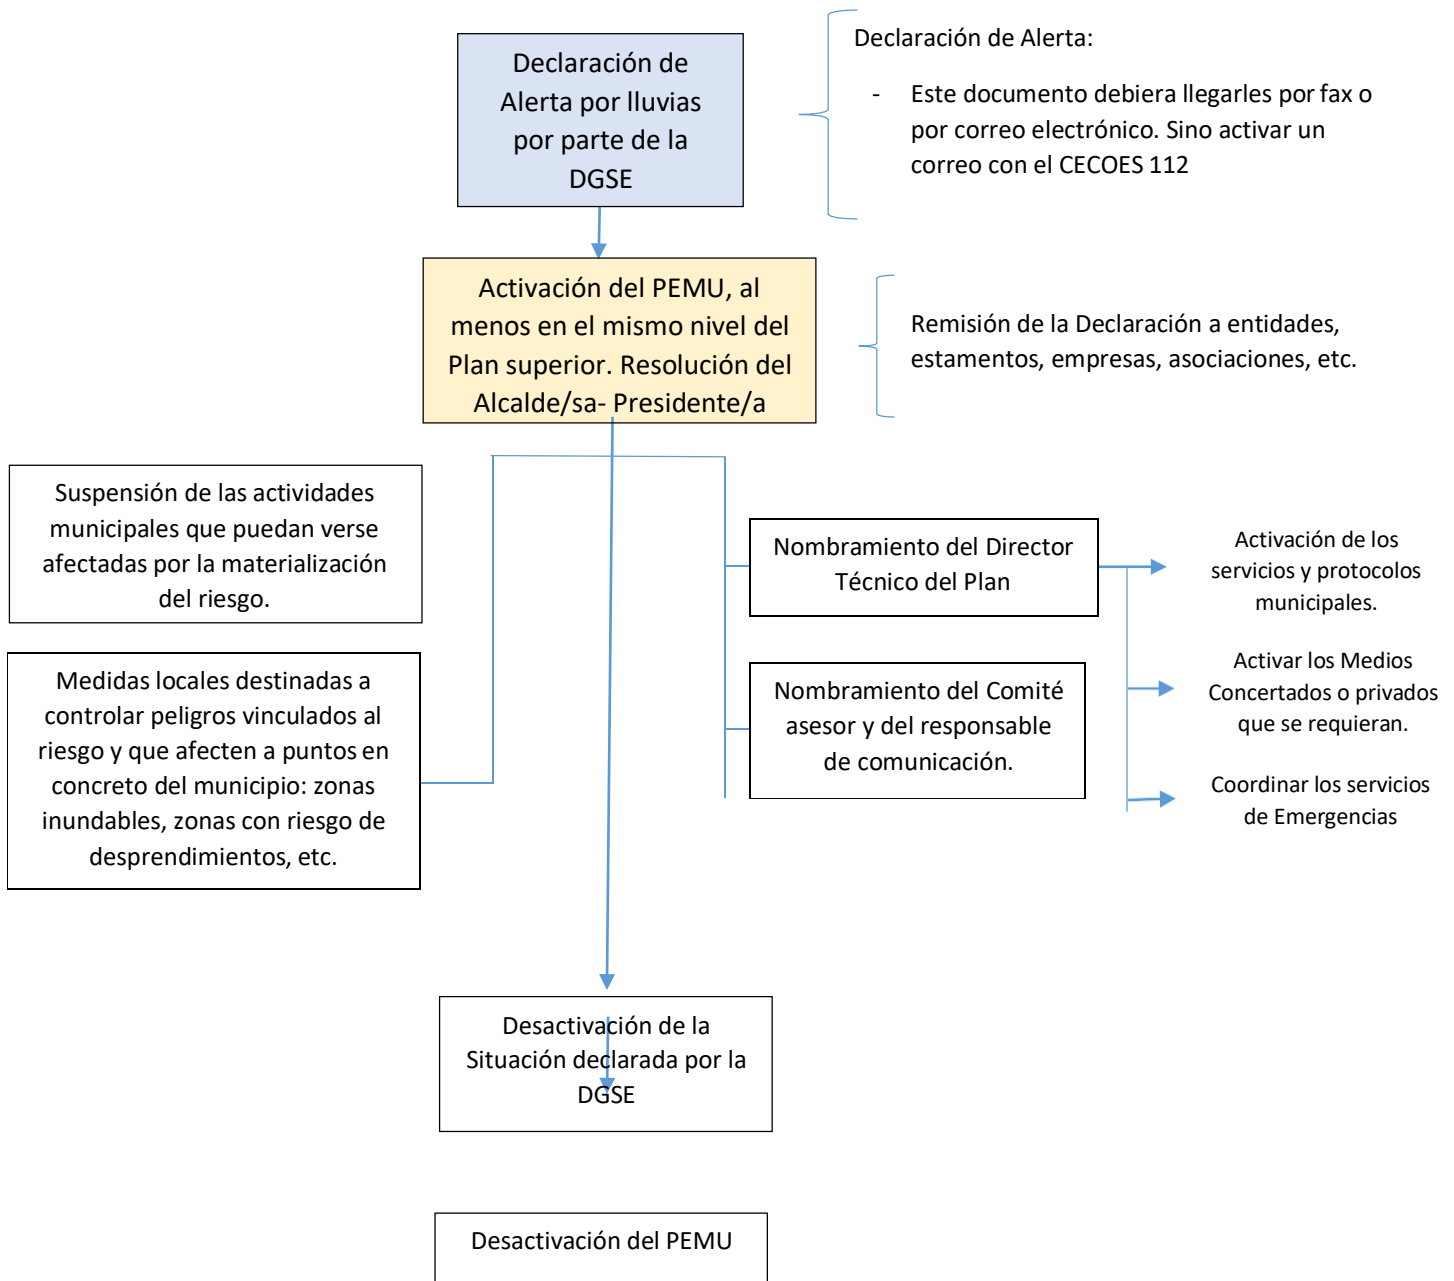 Declaración de
Alerta por lluvias
por parte de la
DGSE
Declaración de Alerta:
- Este documento debiera llegarles por fax o
por correo electrónico. Sino activar un
correo con el CECOES 112
Activación del PEMU, al
menos en el mismo nivel del
Plan superior. Resolución del
Alcalde/sa- Presidente/a
Remisión de la Declaración a entidades,
estamentos, empresas, asociaciones, etc.
Suspensión de las actividades
municipales que puedan verse
afectadas por la materialización
del riesgo.
Nombramiento del Director
Técnico del Plan
Activación de los
servicios y protocolos
municipales.
Medidas locales destinadas a
controlar peligros vinculados al
riesgo y que afecten a puntos en
concreto del municipio: zonas
inundables, zonas con riesgo de
desprendimientos, etc.
Nombramiento del Comité
asesor y del responsable
de comunicación.
Activar los Medios
Concertados o privados
que se requieran.
Coordinar los servicios
de Emergencias
Desactivación de la
Situación declarada por la
DGSE
Desactivación del PEMU